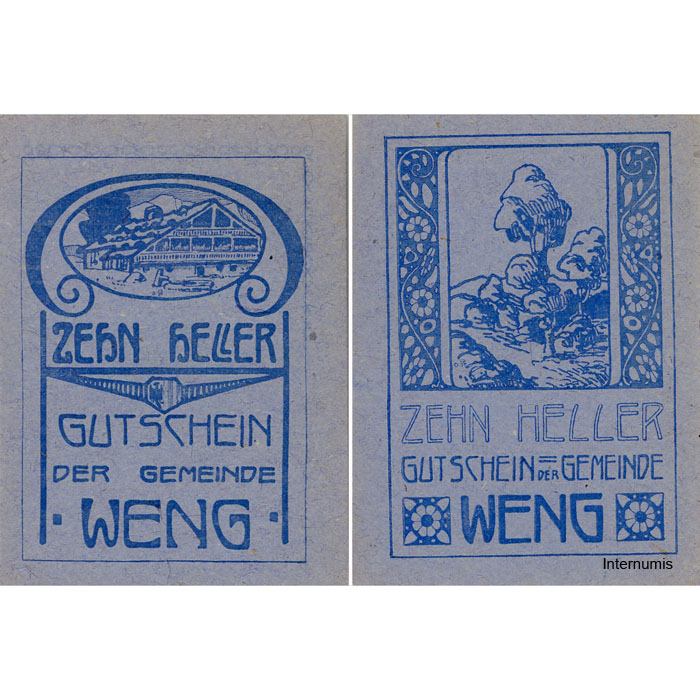 ZEHN HELLER
GUTSCHEIN
DER GEMEINDE
· WENG ·
ZEHN HELLER
GUTSCHEIN DER GEMEINDE
WENG
Internumis